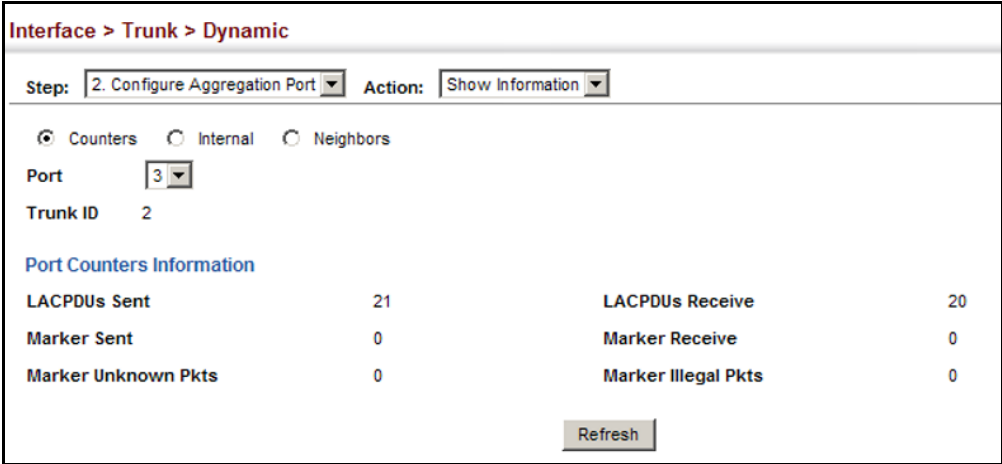 Interface > Trunk > Dynamic
Step: 2. Configure Aggregation Port Action: Show Information
Counters Internal Neighbors
Port 3
Trunk ID 2
Port Counters Information
LACPDUs Sent 21 LACPDUs Receive 20
Marker Sent 0 Marker Receive 0
Marker Unknown Pkts 0 Marker Illegal Pkts 0
Refresh